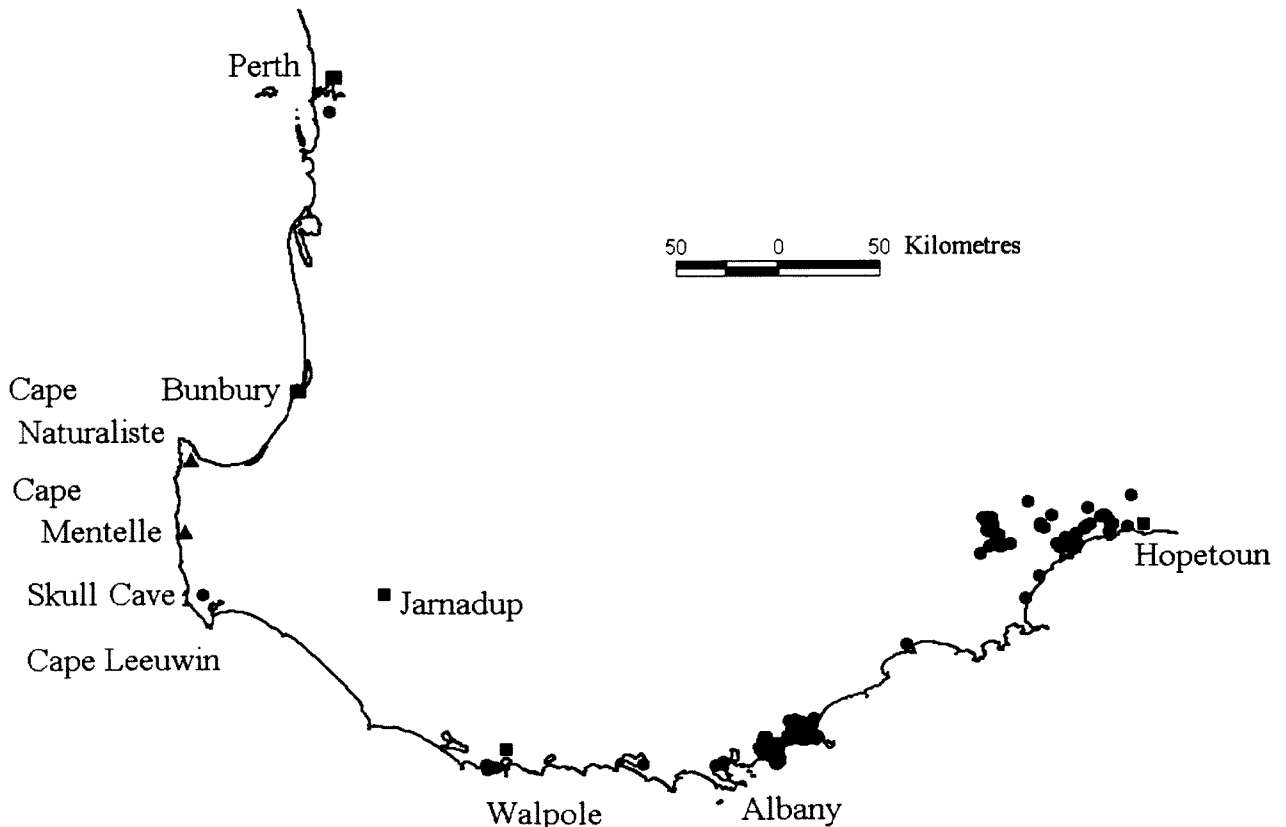 Perth
50 0 50 Kilometres
Cape
Naturaliste
Bunbury
Cape
Mentelle
Hopetoun
Skull Cave
Jarnadup
Cape Leeuwin
Walpole
Albany